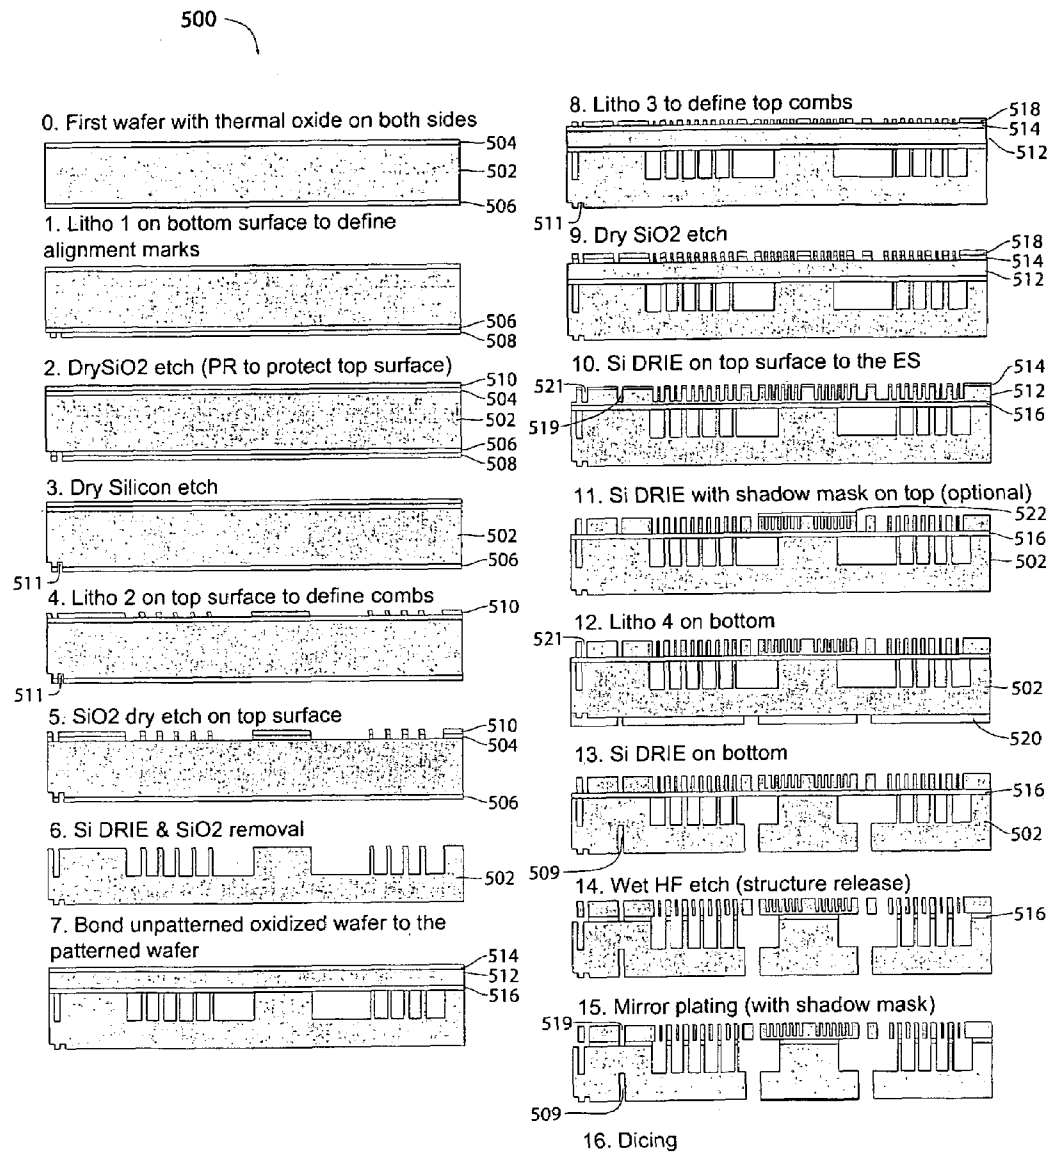 500
0. First wafer with thermal oxide on both sides
504
502
506
1. Litho 1 on bottom surface to define
alignment marks
506
508
2. DrySiO2 etch (PR to protect top surface)
510
504
502
506
508
3. Dry Silicon etch
502
506
511
4. Litho 2 on top surface to define combs
510
511
5. SiO2 dry etch on top surface
510
504
506
6. Si DRIE & SiO2 removal
502
7. Bond unpatterned oxidized wafer to the
patterned wafer
514
512
516
8. Litho 3 to define top combs
518
514
512
511
9. Dry SiO2 etch
518
514
512
10. Si DRIE on top surface to the ES
521
514
512
516
519
11. Si DRIE with shadow mask on top (optional)
522
516
502
12. Litho 4 on bottom
521
502
520
13. Si DRIE on bottom
516
502
509
14. Wet HF etch (structure release)
516
15. Mirror plating (with shadow mask)
519
509
16. Dicing